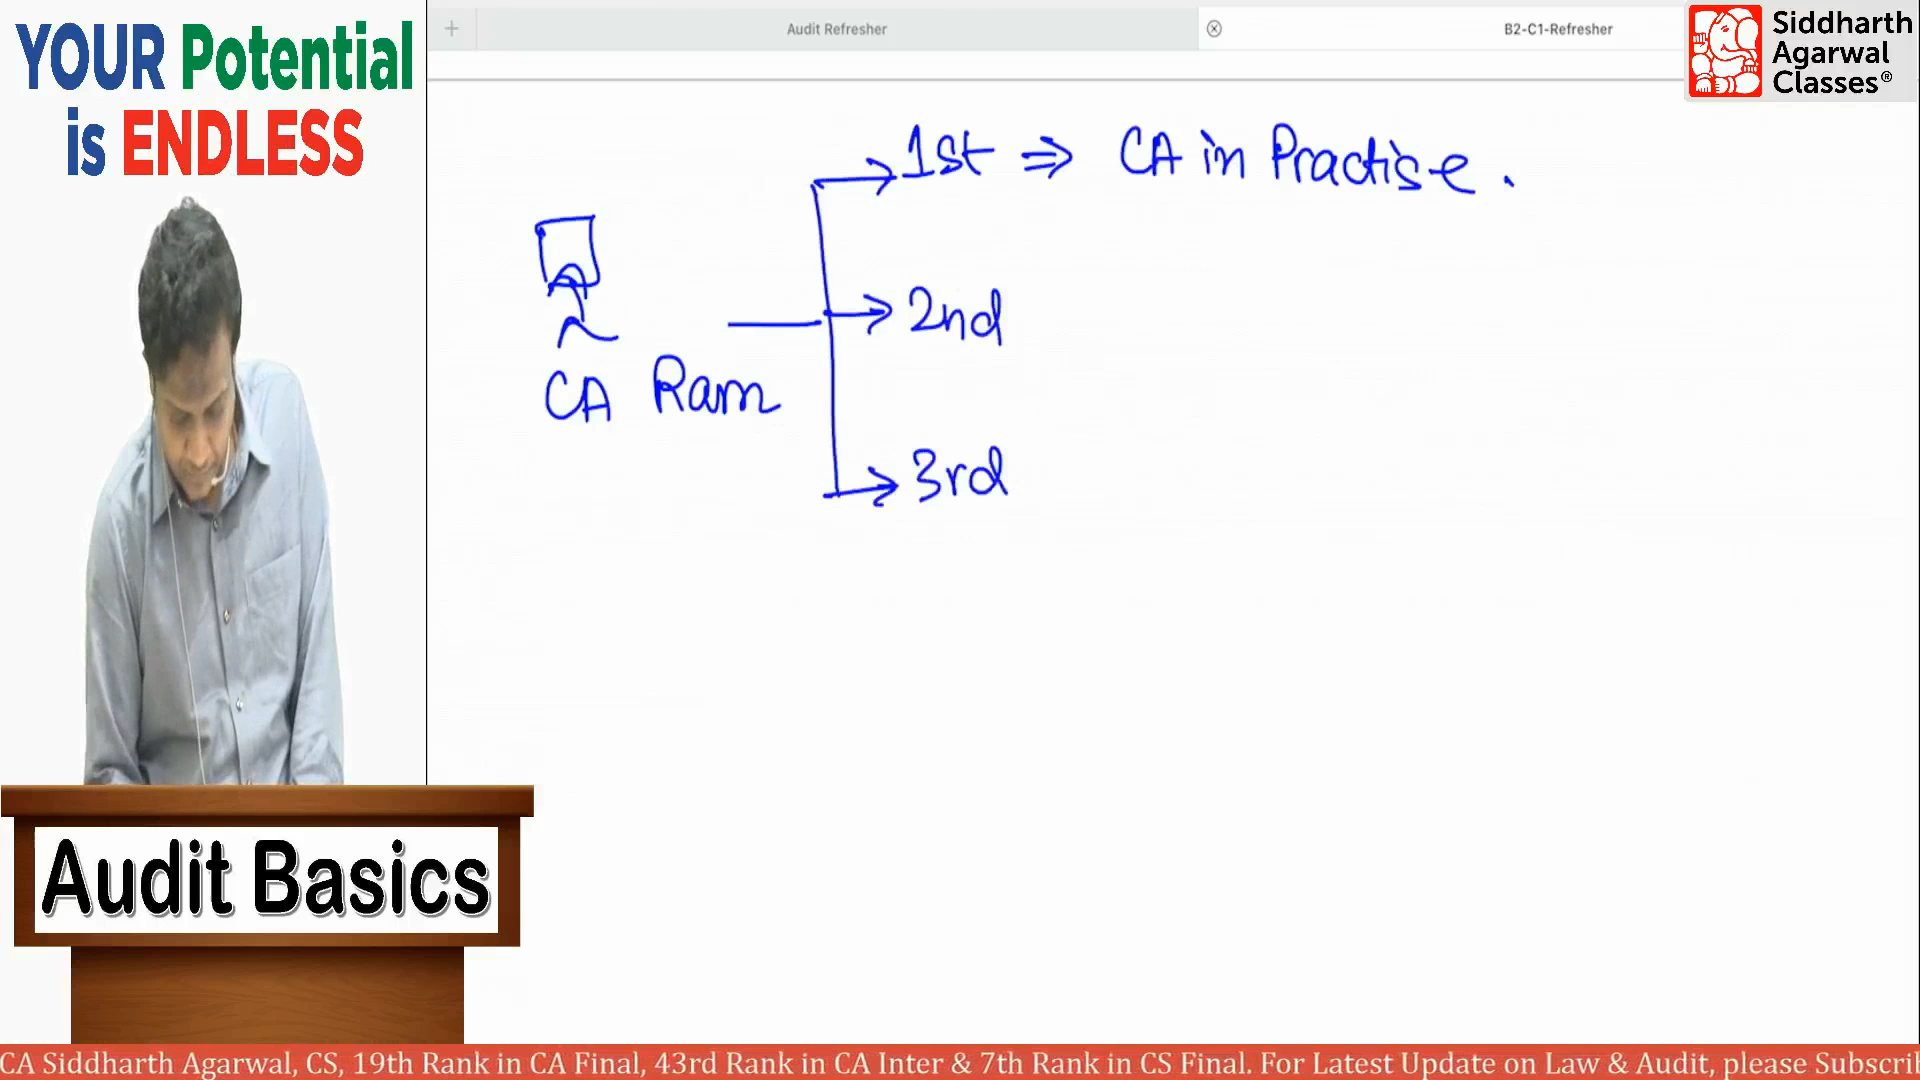 YOUR Potential
is ENDLESS
Audit Refresher
B2-C1-Refresher
Siddharth
Agarwal
Classes®
1st ⇒ CA in Practise.
2nd
CA Ram
3rd
Audit Basics
CA Siddharth Agarwal, CS, 19th Rank in CA Final, 43rd Rank in CA Inter & 7th Rank in CS Final. For Latest Update on Law & Audit, please Subscri